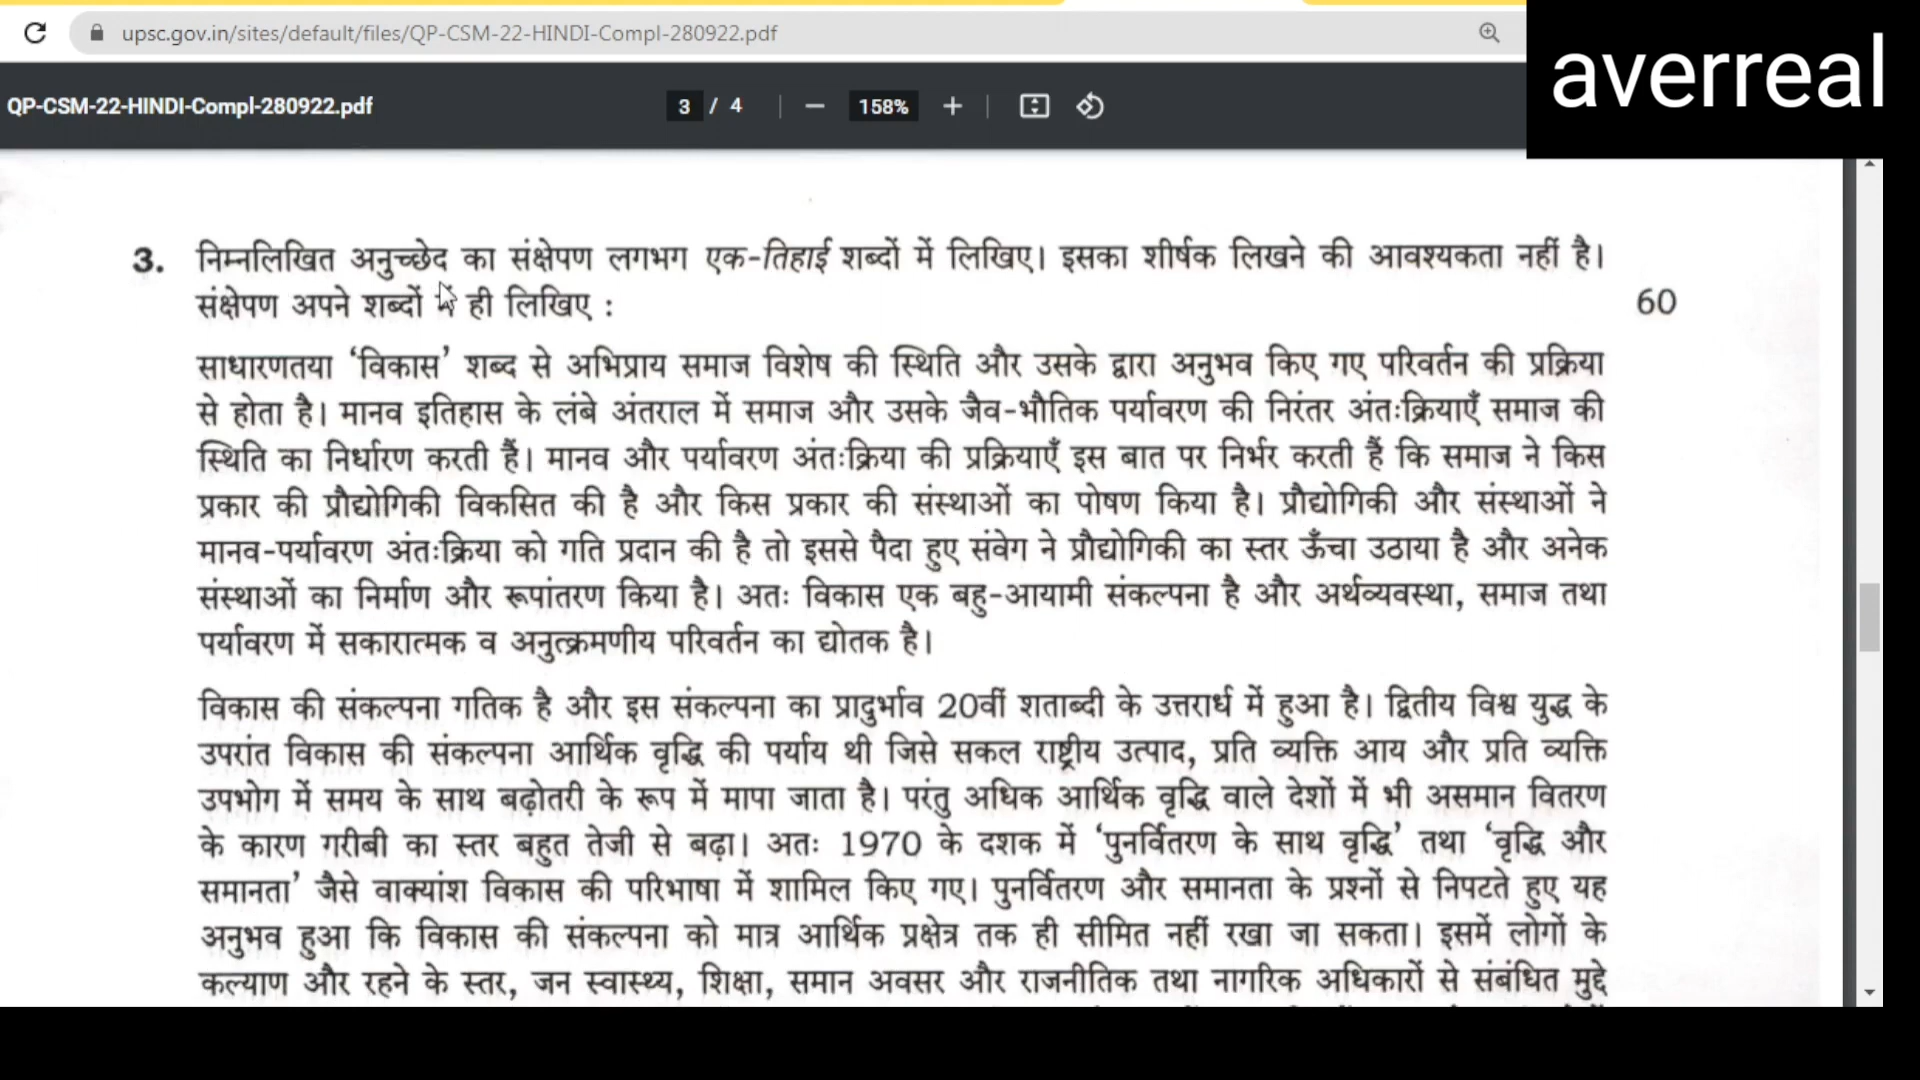 upsc.gov.in/sites/default/files/QP-CSM-22-HINDI-Compl-280922.pdf
averreal
QP-CSM-22-HINDI-Compl-280922.pdf
3 / 4 — 158% +
3. निम्नलिखित अनुच्छेद का संक्षेपण लगभग एक-तिहाई शब्दों में लिखिए। इसका शीर्षक लिखने की आवश्यकता नहीं है।
संक्षेपण अपने शब्दों में ही लिखिए : 60
साधारणतया ‘विकास’ शब्द से अभिप्राय समाज विशेष की स्थिति और उसके द्वारा अनुभव किए गए परिवर्तन की प्रक्रिया
से होता है। मानव इतिहास के लंबे अंतराल में समाज और उसके जैव-भौतिक पर्यावरण की निरंतर अंतःक्रियाएँ समाज की
स्थिति का निर्धारण करती हैं। मानव और पर्यावरण अंतःक्रिया की प्रक्रियाएँ इस बात पर निर्भर करती हैं कि समाज ने किस
प्रकार की प्रौद्योगिकी विकसित की है और किस प्रकार की संस्थाओं का पोषण किया है। प्रौद्योगिकी और संस्थाओं ने
मानव-पर्यावरण अंतःक्रिया को गति प्रदान की है तो इससे पैदा हुए संवेग ने प्रौद्योगिकी का स्तर ऊँचा उठाया है और अनेक
संस्थाओं का निर्माण और रूपांतरण किया है। अतः विकास एक बहु-आयामी संकल्पना है और अर्थव्यवस्था, समाज तथा
पर्यावरण में सकारात्मक व अनुत्क्रमणीय परिवर्तन का द्योतक है।
विकास की संकल्पना गतिक है और इस संकल्पना का प्रादुर्भाव 20वीं शताब्दी के उत्तरार्ध में हुआ है। द्वितीय विश्व युद्ध के
उपरांत विकास की संकल्पना आर्थिक वृद्धि की पर्याय थी जिसे सकल राष्ट्रीय उत्पाद, प्रति व्यक्ति आय और प्रति व्यक्ति
उपभोग में समय के साथ बढ़ोतरी के रूप में मापा जाता है। परंतु अधिक आर्थिक वृद्धि वाले देशों में भी असमान वितरण
के कारण गरीबी का स्तर बहुत तेजी से बढ़ा। अतः 1970 के दशक में ‘पुनर्वितरण के साथ वृद्धि’ तथा ‘वृद्धि और
समानता’ जैसे वाक्यांश विकास की परिभाषा में शामिल किए गए। पुनर्वितरण और समानता के प्रश्नों से निपटते हुए यह
अनुभव हुआ कि विकास की संकल्पना को मात्र आर्थिक प्रक्षेत्र तक ही सीमित नहीं रखा जा सकता। इसमें लोगों के
कल्याण और रहने के स्तर, जन स्वास्थ्य, शिक्षा, समान अवसर और राजनीतिक तथा नागरिक अधिकारों से संबंधित मुद्दे